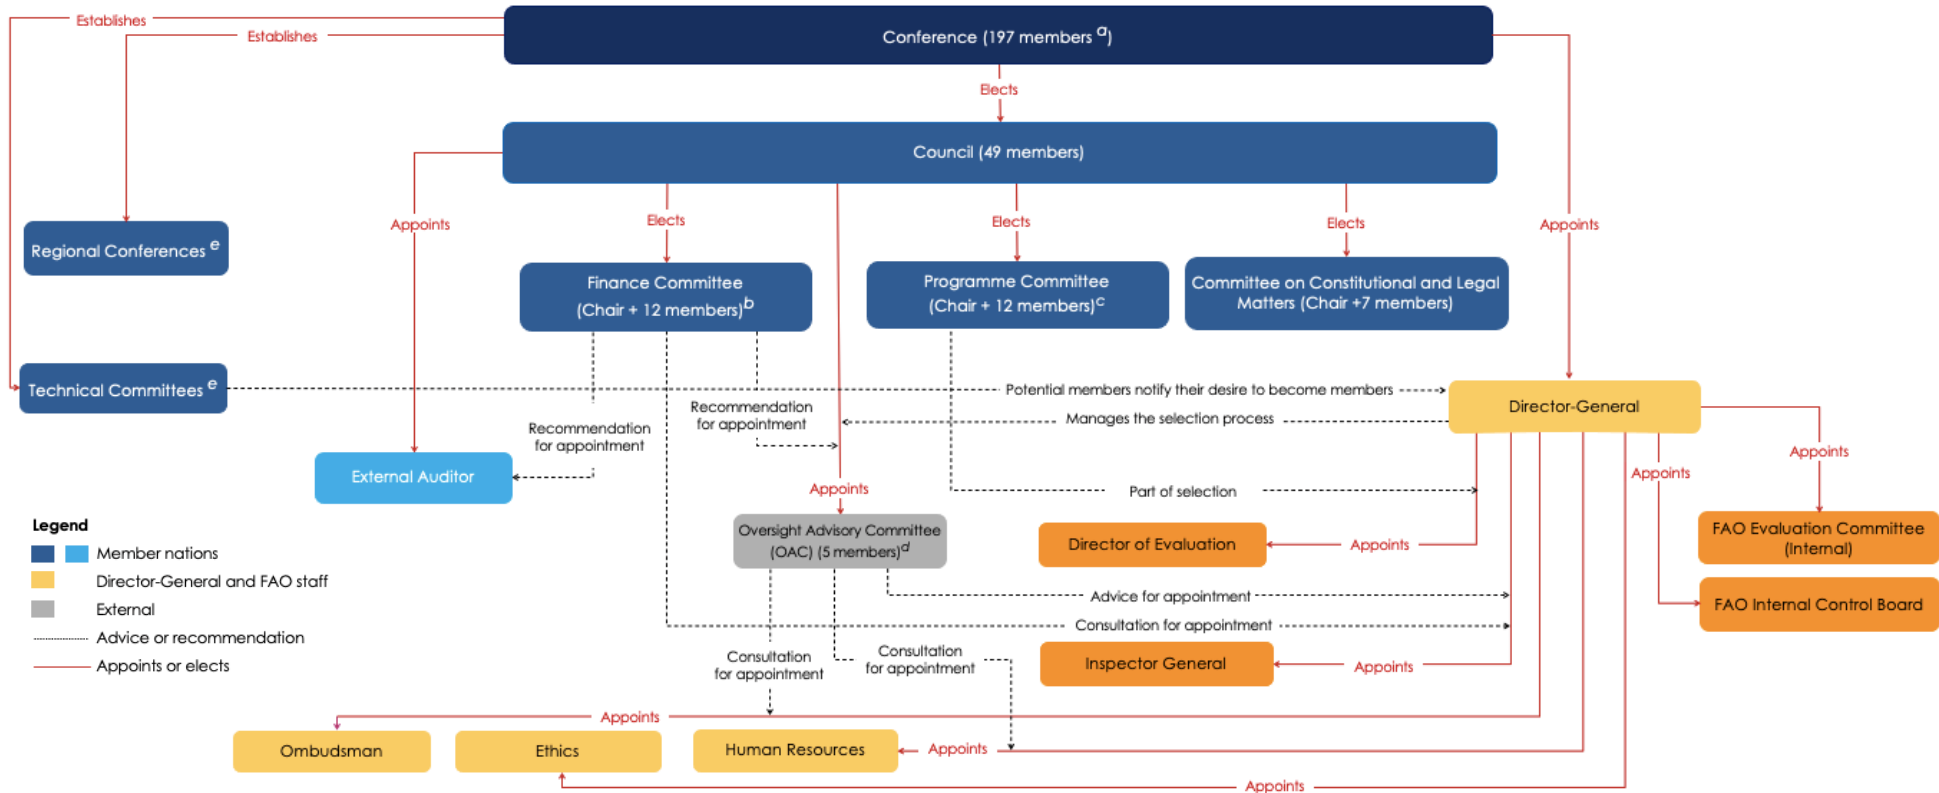 Establishes
Establishes
Conference (197 members a)
Elects
Council (49 members)
Appoints
Elects
Elects
Elects
Appoints
Regional Conferences e
Finance Committee
(Chair + 12 members)b
Programme Committee
(Chair + 12 members)c
Committee on Constitutional and Legal
Matters (Chair +7 members)
Technical Committees e
Potential members notify their desire to become members
Director-General
Recommendation
for appointment
Manages the selection process
Recommendation
for appointment
Appoints
Appoints
External Auditor
Appoints
Part of selection
Legend
Member nations
Director-General and FAO staff
External
Advice or recommendation
Appoints or elects
Oversight Advisory Committee
(OAC) (5 members)d
Director of Evaluation
Appoints
FAO Evaluation Committee
(Internal)
Advice for appointment
FAO Internal Control Board
Consultation for appointment
Consultation
for appointment
Consultation
for appointment
Inspector General
Appoints
Appoints
Ombudsman
Ethics
Human Resources
Appoints
Appoints